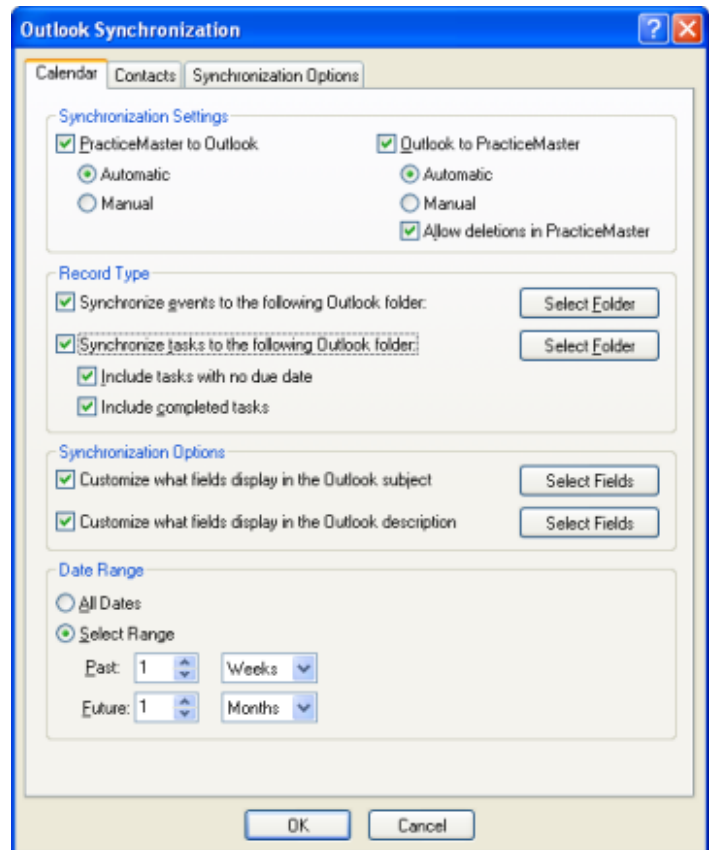 Outlook Synchronization
Calendar Contacts Synchronization Options
Synchronization Settings
PracticeMaster to Outlook Outlook to PracticeMaster
Automatic Automatic
Manual Manual
Allow deletions in PracticeMaster
Record Type
Synchronize events to the following Outlook folder: Select Folder
Synchronize tasks to the following Outlook folder: Select Folder
Include tasks with no due date
Include completed tasks
Synchronization Options
Customize what fields display in the Outlook subject Select Fields
Customize what fields display in the Outlook description Select Fields
Date Range
All Dates
Select Range
Past: 1 Weeks
Future: 1 Months
OK Cancel